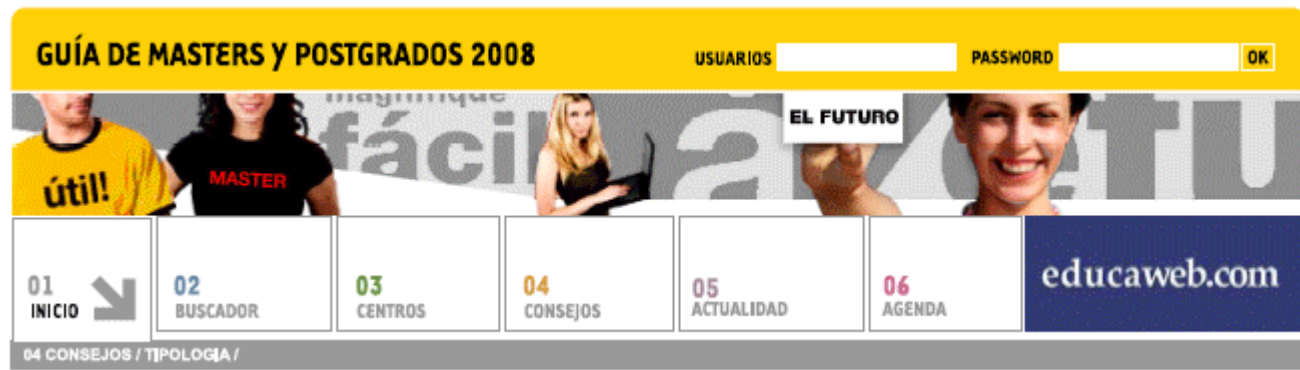 GUÍA DE MASTERS y POSTGRADOS 2008
USUARIOS
PASSWORD
OK
magnifique
fácil
EL FUTURO
útil!
MASTER
01
INICIO
02
BUSCADOR
03
CENTROS
04
CONSEJOS
05
ACTUALIDAD
06
AGENDA
educaweb.com
04 CONSEJOS / TIPOLOGIA /